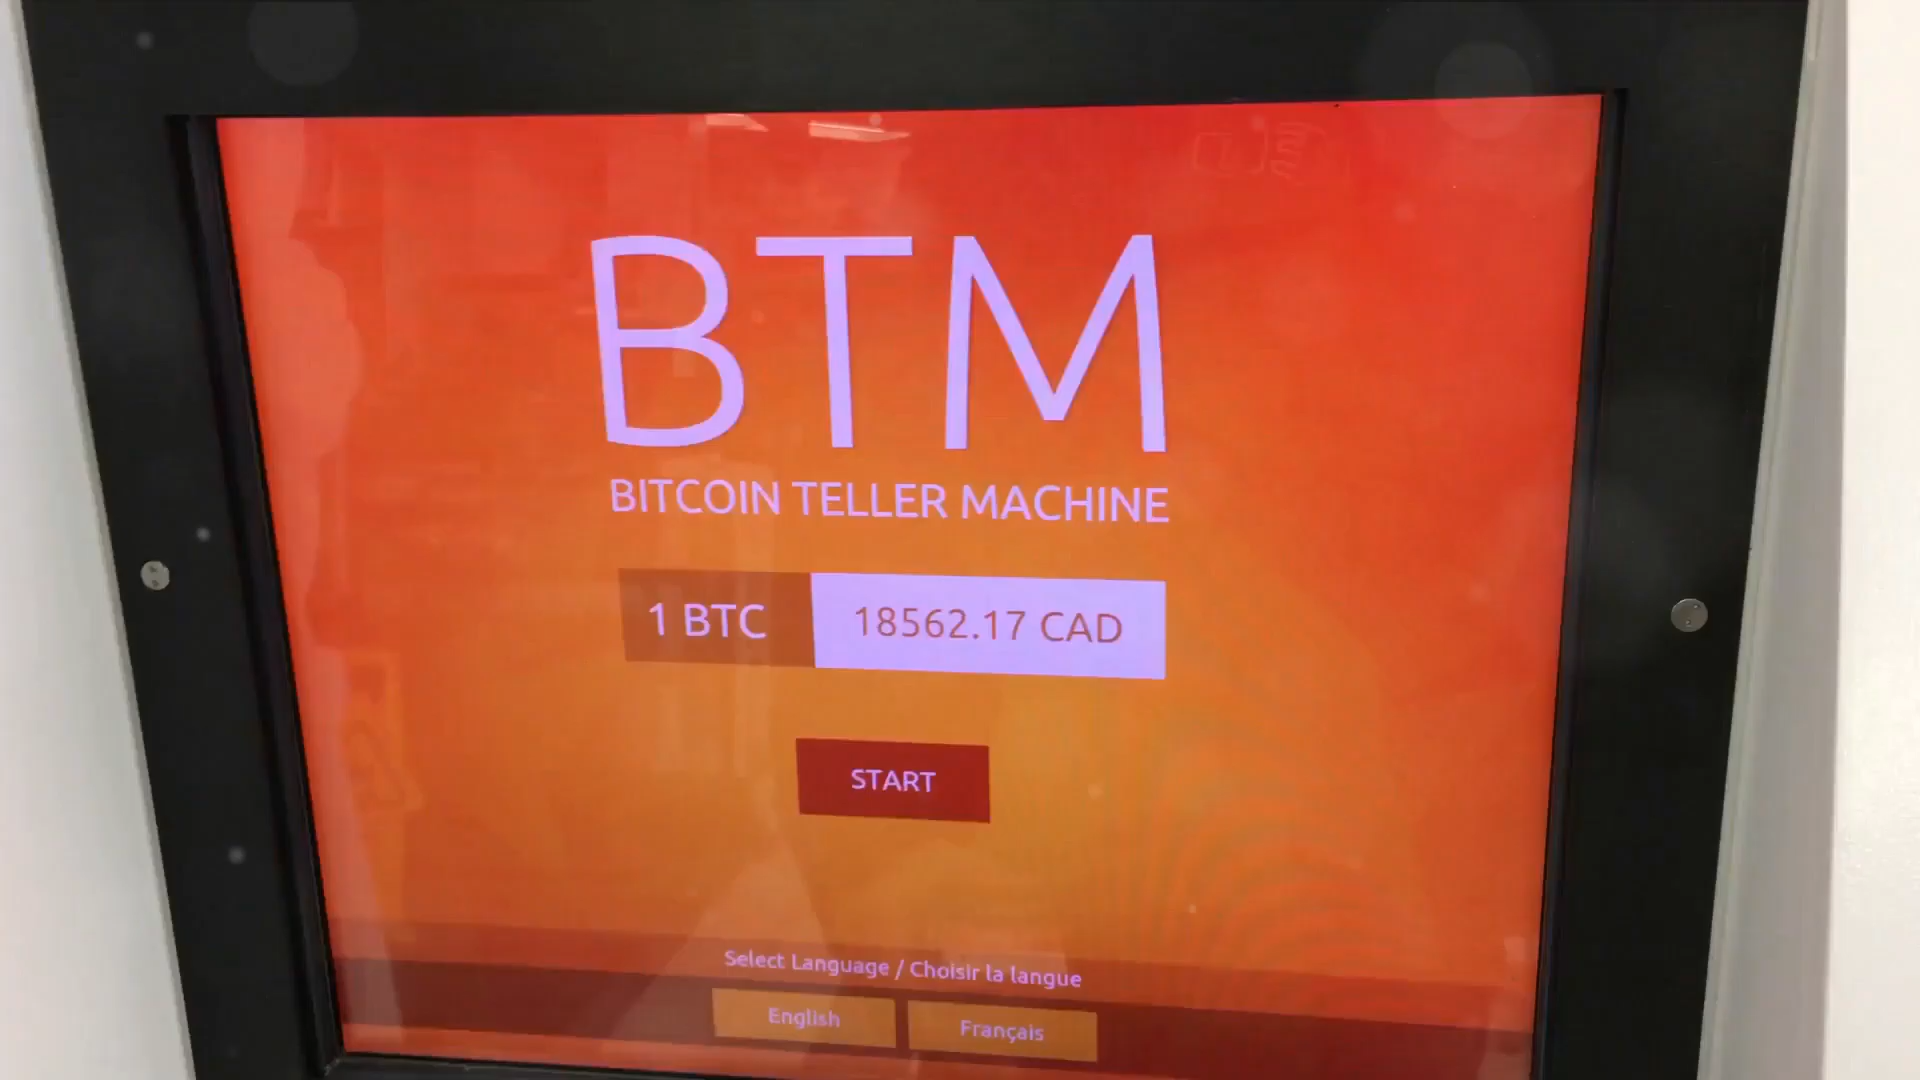 BTM
BITCOIN TELLER MACHINE
1 BTC 18562.17 CAD
START
Select Language / Choisir la langue
English Français